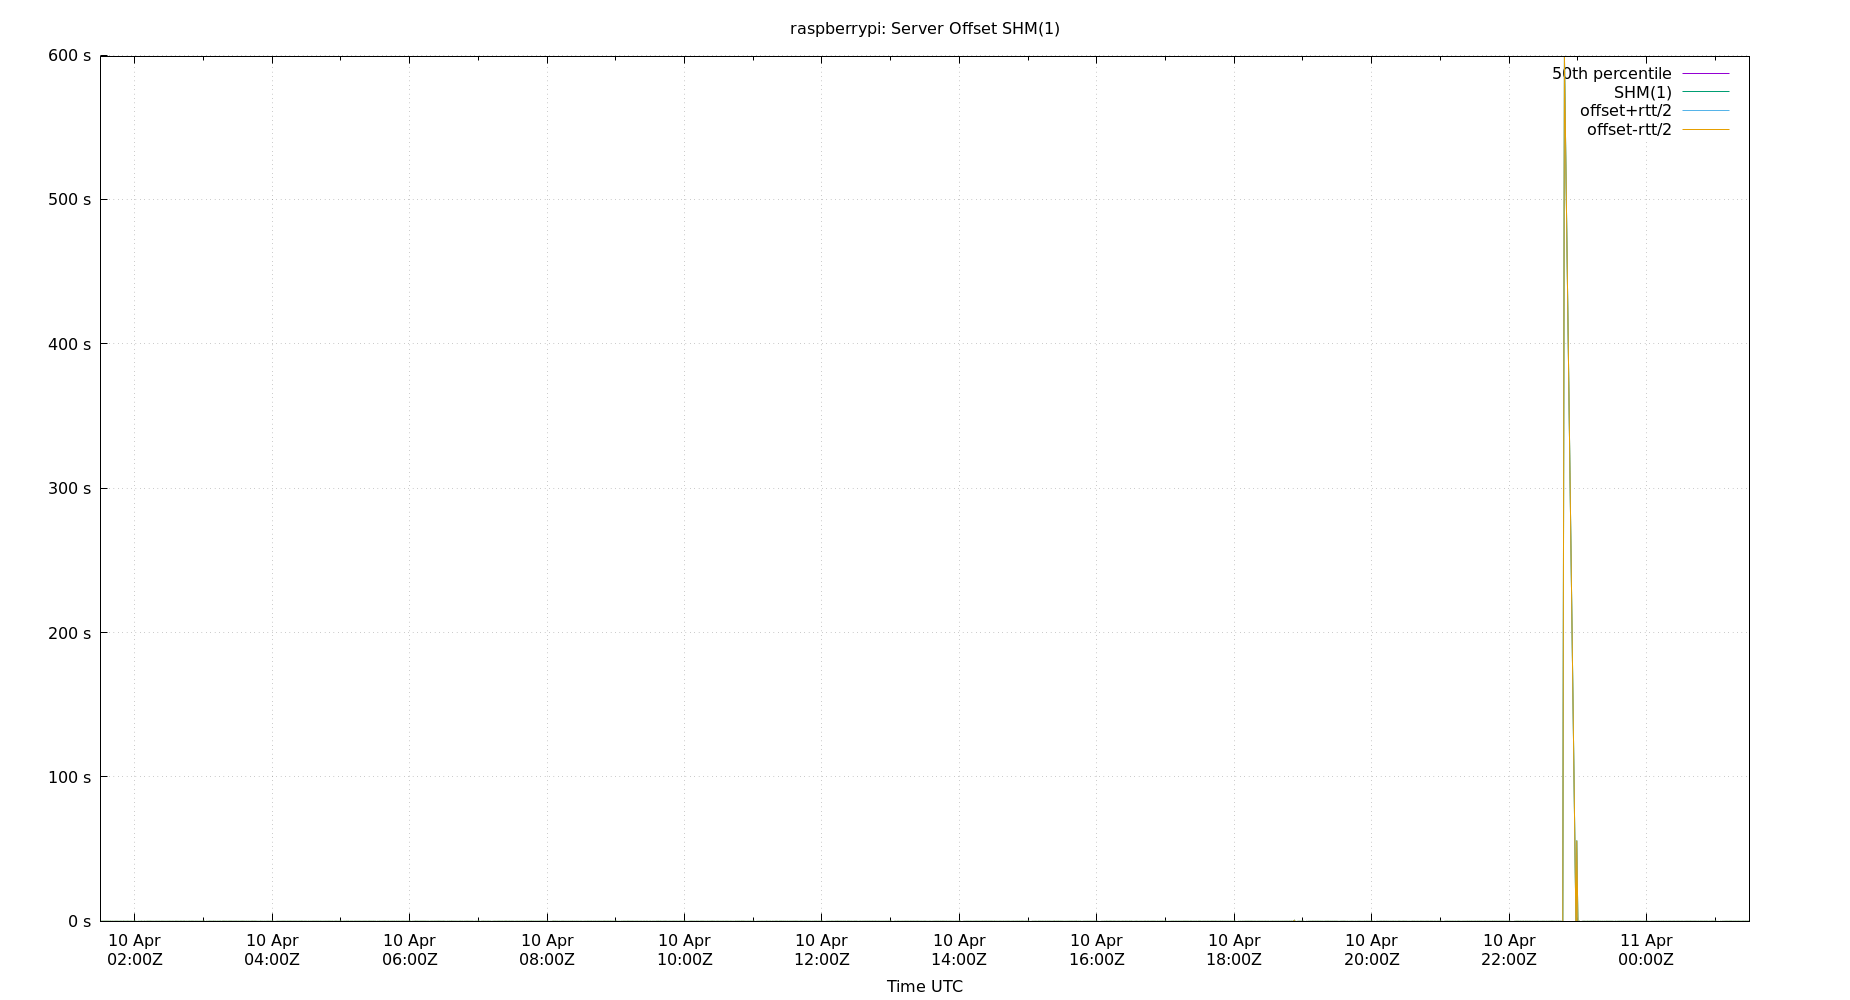 raspberrypi: Server Offset SHM(1)
600 s
500 s
400 s
300 s
200 s
100 s
0 s
50th percentile
SHM(1)
offset+rtt/2
offset-rtt/2
10 Apr 10 Apr 10 Apr 10 Apr 10 Apr 10 Apr 10 Apr 10 Apr 10 Apr 10 Apr 10 Apr 11 Apr
02:00Z 04:00Z 06:00Z 08:00Z 10:00Z 12:00Z 14:00Z 16:00Z 18:00Z 20:00Z 22:00Z 00:00Z
Time UTC